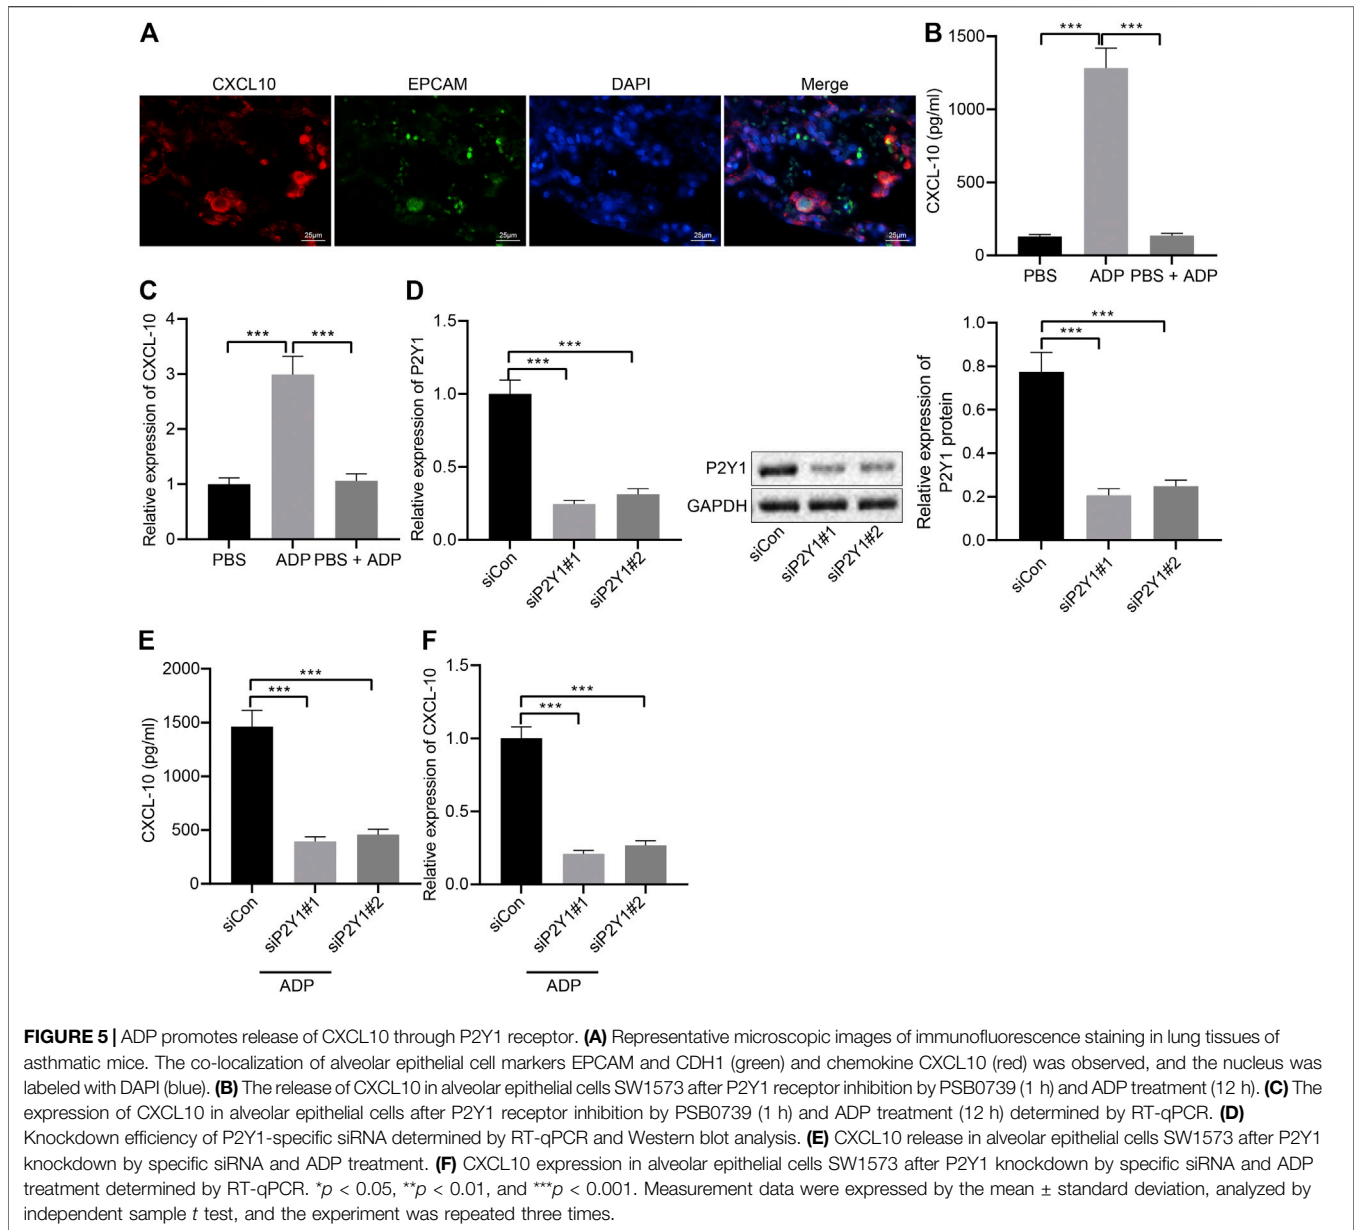 A
CXCL10
EPCAM
DAPI
Merge
25μm
25μm
25μm
25μm
B
CXCL-10 (pg/ml)
1500
1000
500
0
***
***
PBS
ADP
PBS + ADP
C
Relative expression of CXCL-10
4
3
2
1
0
***
***
PBS
ADP
PBS + ADP
D
Relative expression of P2Y1
1.5
1.0
0.5
0.0
***
***
siCon
siP2Y1#1
siP2Y1#2
P2Y1
GAPDH
siCon
siP2Y1#1
siP2Y1#2
Relative expression of
P2Y1 protein
1.0
0.8
0.6
0.4
0.2
0.0
***
***
siCon
siP2Y1#1
siP2Y1#2
E
CXCL-10 (pg/ml)
2000
1500
1000
500
0
***
***
siCon
siP2Y1#1
siP2Y1#2
ADP
F
Relative expression of CXCL-10
1.5
1.0
0.5
0.0
***
***
siCon
siP2Y1#1
siP2Y1#2
ADP
FIGURE 5 | ADP promotes release of CXCL10 through P2Y1 receptor. (A) Representative microscopic images of immunofluorescence staining in lung tissues of
asthmatic mice. The co-localization of alveolar epithelial cell markers EPCAM and CDH1 (green) and chemokine CXCL10 (red) was observed, and the nucleus was
labeled with DAPI (blue). (B) The release of CXCL10 in alveolar epithelial cells SW1573 after P2Y1 receptor inhibition by PSB0739 (1 h) and ADP treatment (12 h). (C) The
expression of CXCL10 in alveolar epithelial cells after P2Y1 receptor inhibition by PSB0739 (1 h) and ADP treatment (12 h) determined by RT-qPCR. (D)
Knockdown efficiency of P2Y1-specific siRNA determined by RT-qPCR and Western blot analysis. (E) CXCL10 release in alveolar epithelial cells SW1573 after P2Y1
knockdown by specific siRNA and ADP treatment. (F) CXCL10 expression in alveolar epithelial cells SW1573 after P2Y1 knockdown by specific siRNA and ADP
treatment determined by RT-qPCR. *p < 0.05, **p < 0.01, and ***p < 0.001. Measurement data were expressed by the mean ± standard deviation, analyzed by
independent sample t test, and the experiment was repeated three times.